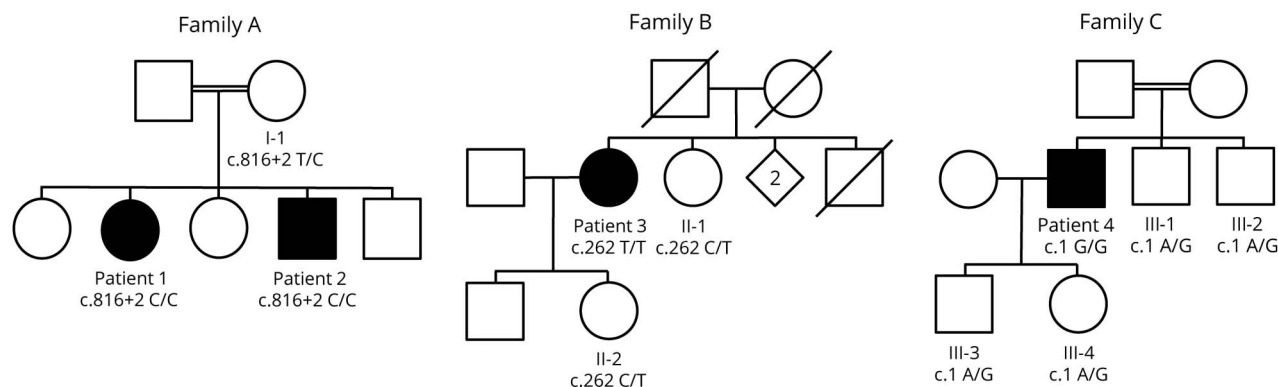 Family A
Family B
Family C
I-1
c.816+2 T/C
Patient 1
c.816+2 C/C
Patient 2
c.816+2 C/C
2
Patient 3
c.262 T/T
II-1
c.262 C/T
II-2
c.262 C/T
Patient 4
c.1 G/G
III-1
c.1 A/G
III-2
c.1 A/G
III-3
c.1 A/G
III-4
c.1 A/G